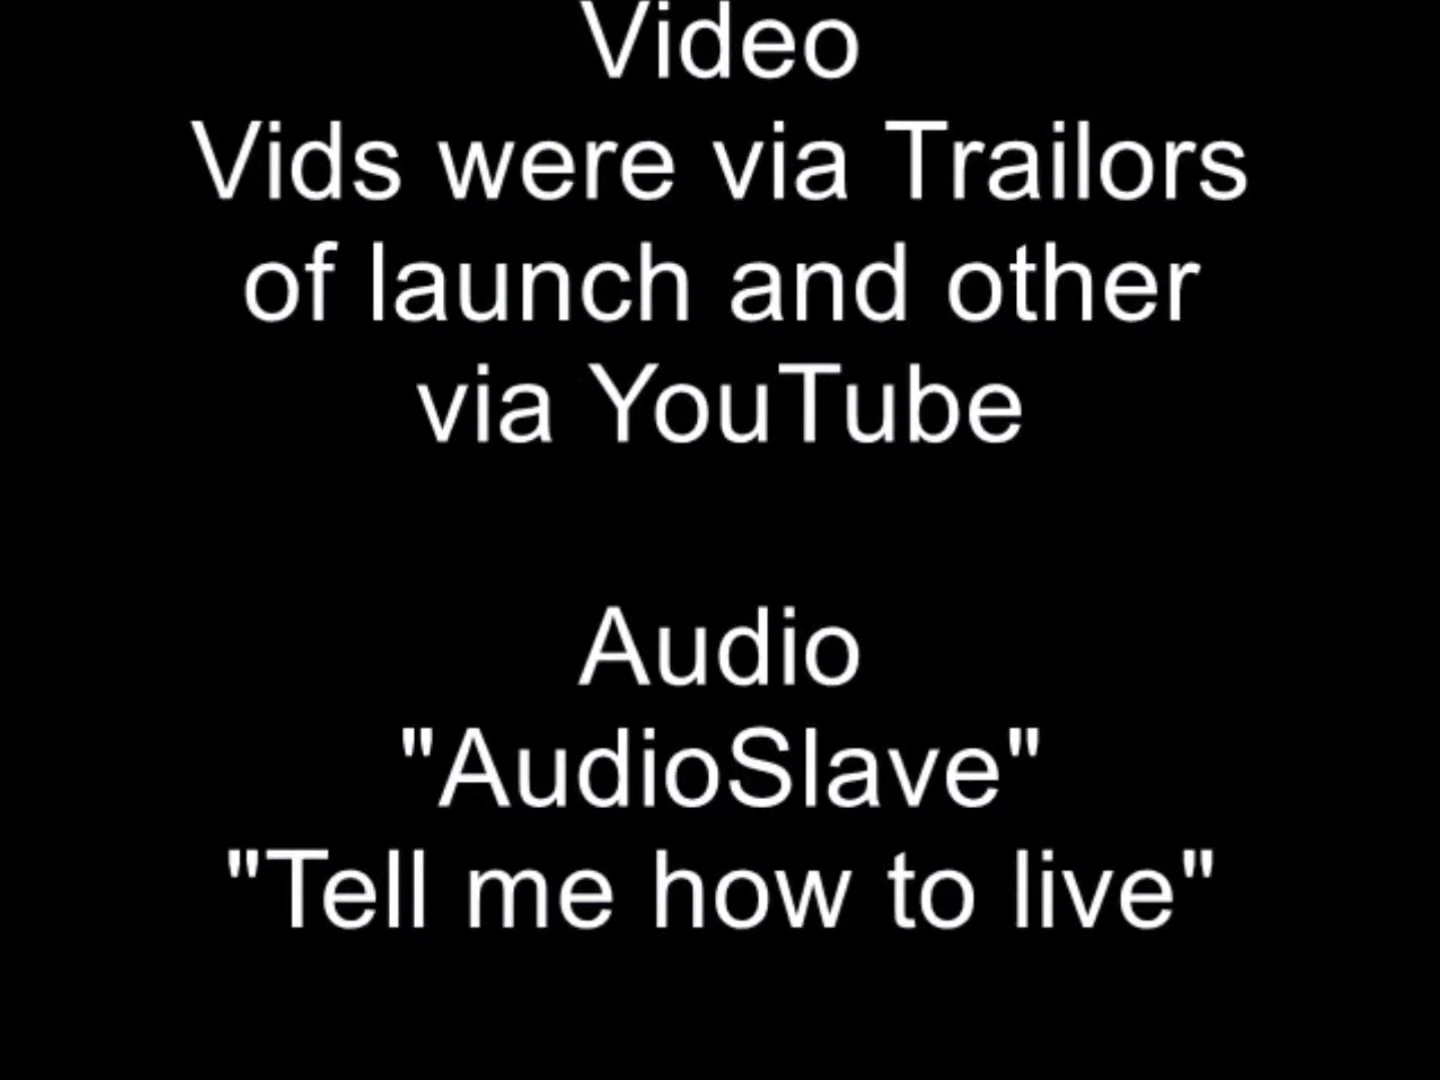 Video
Vids were via Trailors
of launch and other
via YouTube
Audio
"AudioSlave"
"Tell me how to live"